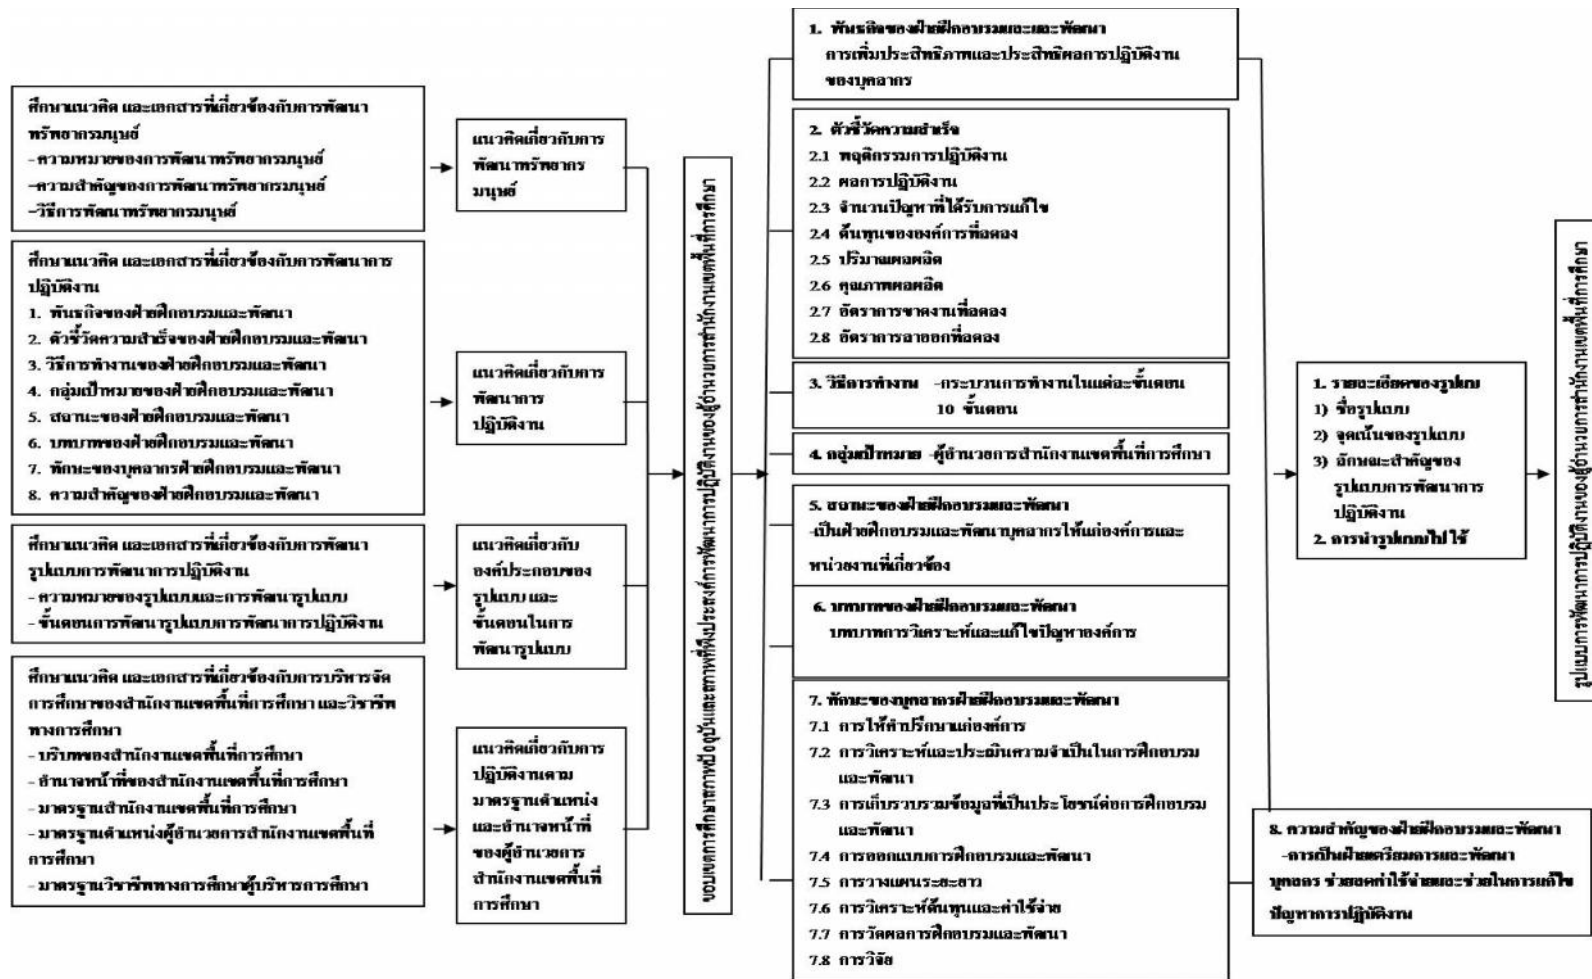 ศึกษาแนวคิด และเอกสารที่เกี่ยวข้องกับการพัฒนา
ทรัพยากรมนุษย์
- ความหมายของการพัฒนาทรัพยากรมนุษย์
-ความสำคัญของการพัฒนาทรัพยากรมนุษย์
-วิธีการพัฒนาทรัพยากรมนุษย์
ศึกษาแนวคิด และเอกสารที่เกี่ยวข้องกับการพัฒนาการ
ปฏิบัติงาน
1. พันธกิจของฝ่ายฝึกอบรมและพัฒนา
2. ตัวชี้วัดความสำเร็จของฝ่ายฝึกอบรมและพัฒนา
3. วิธีการทำงานของฝ่ายฝึกอบรมและพัฒนา
4. กลุ่มเป้าหมายของฝ่ายฝึกอบรมและพัฒนา
5. สถานะของฝ่ายฝึกอบรมและพัฒนา
6. บทบาทของฝ่ายฝึกอบรมและพัฒนา
7. ทักษะของบุคลากรฝ่ายฝึกอบรมและพัฒนา
8. ความสำคัญของฝ่ายฝึกอบรมและพัฒนา
ศึกษาแนวคิด และเอกสารที่เกี่ยวข้องกับการพัฒนา
รูปแบบการพัฒนาการปฏิบัติงาน
- ความหมายของรูปแบบและการพัฒนารูปแบบ
- ขั้นตอนการพัฒนารูปแบบการพัฒนาการปฏิบัติงาน
ศึกษาแนวคิด และเอกสารที่เกี่ยวข้องกับการบริหารจัด
การศึกษาของสำนักงานเขตพื้นที่การศึกษา และวิชาชีพ
ทางการศึกษา
- บริบทของสำนักงานเขตพื้นที่การศึกษา
- อำนาจหน้าที่ของสำนักงานเขตพื้นที่การศึกษา
- มาตรฐานสำนักงานเขตพื้นที่การศึกษา
- มาตรฐานตำแหน่งผู้อำนวยการสำนักงานเขตพื้นที่
การศึกษา
- มาตรฐานวิชาชีพทางการศึกษาผู้บริหารการศึกษา
แนวคิดเกี่ยวกับการ
พัฒนาทรัพยากร
มนุษย์
แนวคิดเกี่ยวกับการ
พัฒนาการ
ปฏิบัติงาน
แนวคิดเกี่ยวกับ
องค์ประกอบของ
รูปแบบ และ
ขั้นตอนในการ
พัฒนารูปแบบ
แนวคิดเกี่ยวกับการ
ปฏิบัติงานตาม
มาตรฐานตำแหน่ง
และอำนาจหน้าที่
ของผู้อำนวยการ
สำนักงานเขตพื้นที่
การศึกษา
ขอบเขตการศึกษาสภาพปัจจุบันและสภาพที่พึงประสงค์การพัฒนาการปฏิบัติงานของผู้อำนวยการสำนักงานเขตพื้นที่การศึกษา
1. พันธกิจของฝ่ายฝึกอบรมและและพัฒนา
การเพิ่มประสิทธิภาพและประสิทธิผลการปฏิบัติงาน
ของบุคลากร
2. ตัวชี้วัดความสำเร็จ
2.1 พฤติกรรมการปฏิบัติงาน
2.2 ผลการปฏิบัติงาน
2.3 จำนวนปัญหาที่ได้รับการแก้ไข
2.4 ต้นทุนขององค์การที่ลดลง
2.5 ปริมาณผลผลิต
2.6 คุณภาพผลผลิต
2.7 อัตราการขาดงานที่ลดลง
2.8 อัตราการลาออกที่ลดลง
3. วิธีการทำงาน -กระบวนการทำงานในแต่ละขั้นตอน
10 ขั้นตอน
4. กลุ่มเป้าหมาย -ผู้อำนวยการสำนักงานเขตพื้นที่การศึกษา
5. สถานะของฝ่ายฝึกอบรมและพัฒนา
-เป็นฝ่ายฝึกอบรมและพัฒนาบุคลากรให้แก่องค์การและ
หน่วยงานที่เกี่ยวข้อง
6. บทบาทของฝ่ายฝึกอบรมและพัฒนา
บทบาทการวิเคราะห์และแก้ไขปัญหาองค์การ
7. ทักษะของบุคลากรฝ่ายฝึกอบรมและพัฒนา
7.1 การให้คำปรึกษาแก่องค์การ
7.2 การวิเคราะห์และประเมินความจำเป็นในการฝึกอบรม
และพัฒนา
7.3 การเก็บรวบรวมข้อมูลที่เป็นประโยชน์ต่อการฝึกอบรม
และพัฒนา
7.4 การออกแบบการฝึกอบรมและพัฒนา
7.5 การวางแผนระยะยาว
7.6 การวิเคราะห์ต้นทุนและค่าใช้จ่าย
7.7 การวัดผลการฝึกอบรมและพัฒนา
7.8 การวิจัย
8. ความสำคัญของฝ่ายฝึกอบรมและพัฒนา
-การเป็นฝ่ายเตรียมการและพัฒนา
บุคลกร ช่วยลดค่าใช้จ่ายและช่วยในการแก้ไข
ปัญหาการปฏิบัติงาน
1. รายละเอียดของรูปแบบ
1) ชื่อรูปแบบ
2) จุดเน้นของรูปแบบ
3) ลักษณะสำคัญของ
รูปแบบการพัฒนาการ
ปฏิบัติงาน
2. การนำรูปแบบไปใช้
รูปแบบการพัฒนาการปฏิบัติงานของผู้อำนวยการสำนักงานเขตพื้นที่การศึกษา